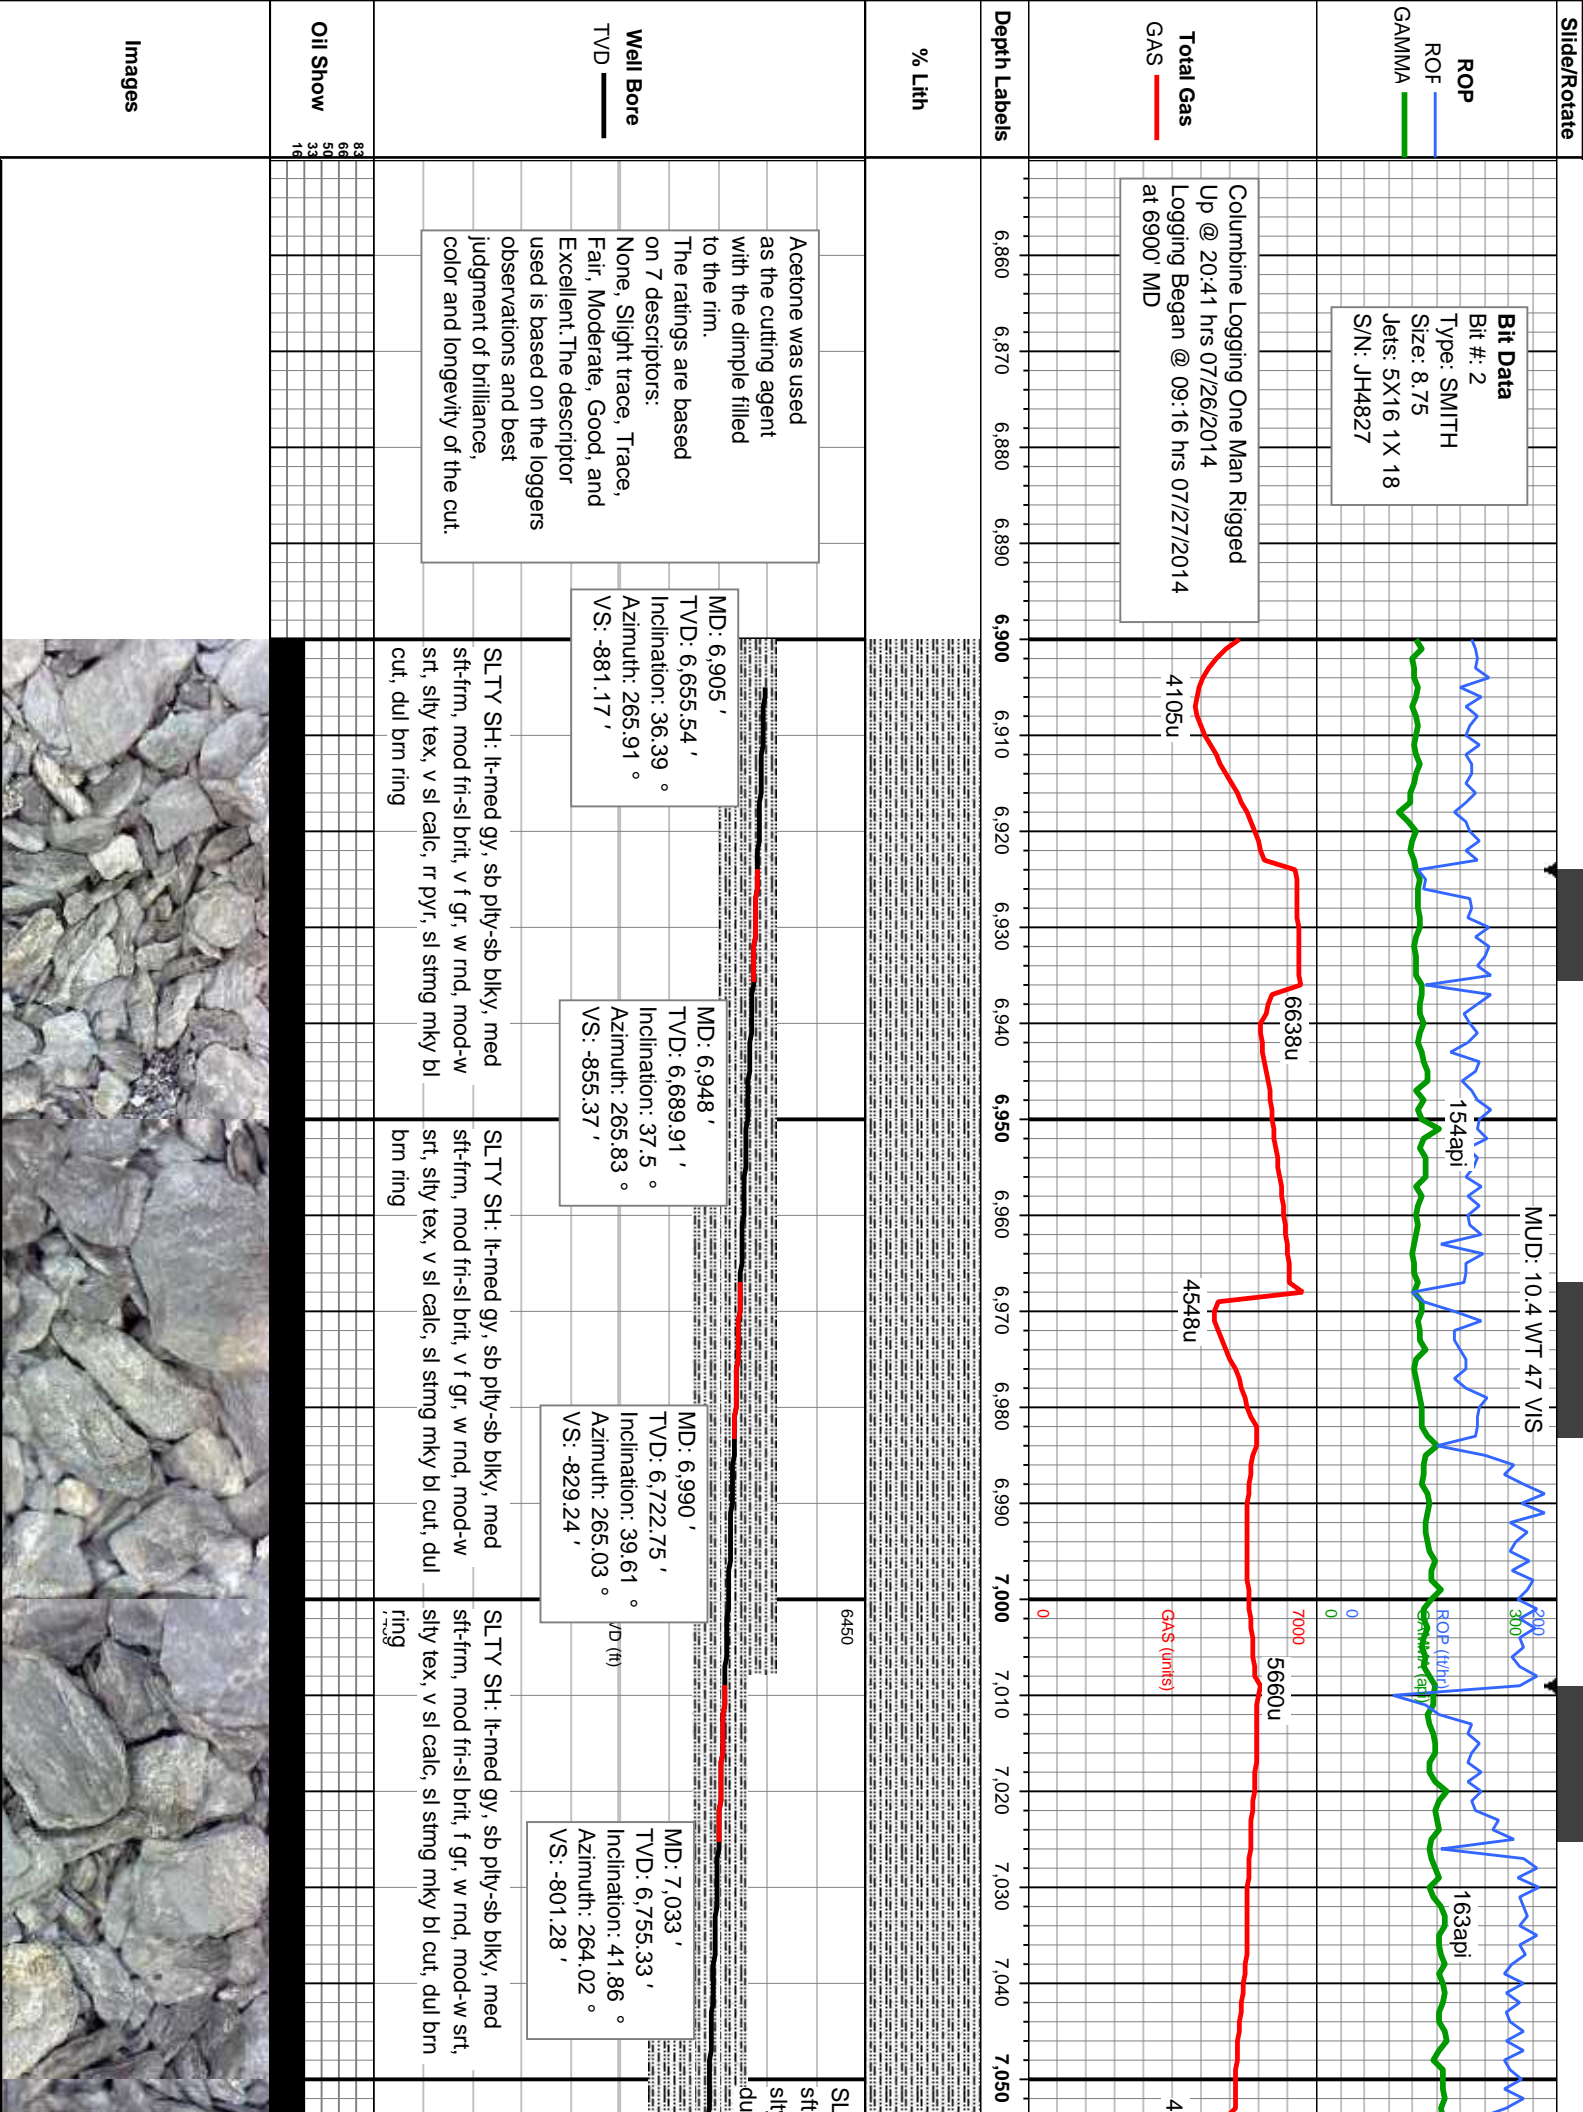 Slide/Rotate
ROP
ROF
GAMMA
Total Gas
GAS
Depth Labels
% Lith
Well Bore
TVD
Oil Show
83
66
50
33
16
Images
Bit Data
Bit #: 2
Type: SMITH
Size: 8.75
Jets: 5X16 1X 18
S/N: JH4827
MUD: 10.4 WT 47 VIS
154api
163api
200
300
ROP (ft/hr)
GAMMA (api)
0
0
Columbine Logging One Man Rigged
Up @ 20:41 hrs 07/26/2014
Logging Began @ 09:16 hrs 07/27/2014
at 6900' MD
4105u
6638u
4548u
5660u
4
7000
GAS (units)
0
6,860
6,870
6,880
6,890
6,900
6,910
6,920
6,930
6,940
6,950
6,960
6,970
6,980
6,990
7,000
7,010
7,020
7,030
7,040
7,050
6450
Acetone was used
as the cutting agent
with the dimple filled
to the rim.
The ratings are based
on 7 descriptors:
None, Slight trace, Trace,
Fair, Moderate, Good, and
Excellent.The descriptor
used is based on the loggers
observations and best
judgment of brilliance,
color and longevity of the cut.
MD: 6,905 '
TVD: 6,655.54 '
Inclination: 36.39 °
Azimuth: 265.91 °
VS: -881.17 '
MD: 6,948 '
TVD: 6,689.91 '
Inclination: 37.5 °
Azimuth: 265.83 °
VS: -855.37 '
MD: 6,990 '
TVD: 6,722.75 '
Inclination: 39.61 °
Azimuth: 265.03 °
VS: -829.24 '
VD (ft)
MD: 7,033 '
TVD: 6,755.33 '
Inclination: 41.86 °
Azimuth: 264.02 °
VS: -801.28 '
SLTY SH: lt-med gy, sb plty-sb blky, med
sft-frm, mod fri-sl brit, v f gr, w rnd, mod-w
srt, slty tex, v sl calc, rr pyr, sl stmg mky bl
cut, dul brn ring
SLTY SH: lt-med gy, sb plty-sb blky, med
sft-frm, mod fri-sl brit, v f gr, w rnd, mod-w
srt, slty tex, v sl calc, sl stmg mky bl cut, dul
brn ring
SLTY SH: lt-med gy, sb plty-sb blky, med
sft-frm, mod fri-sl brit, f gr, w rnd, mod-w srt,
slty tex, v sl calc, sl stmg mky bl cut, dul brn
ring
SL
sft
slt
du